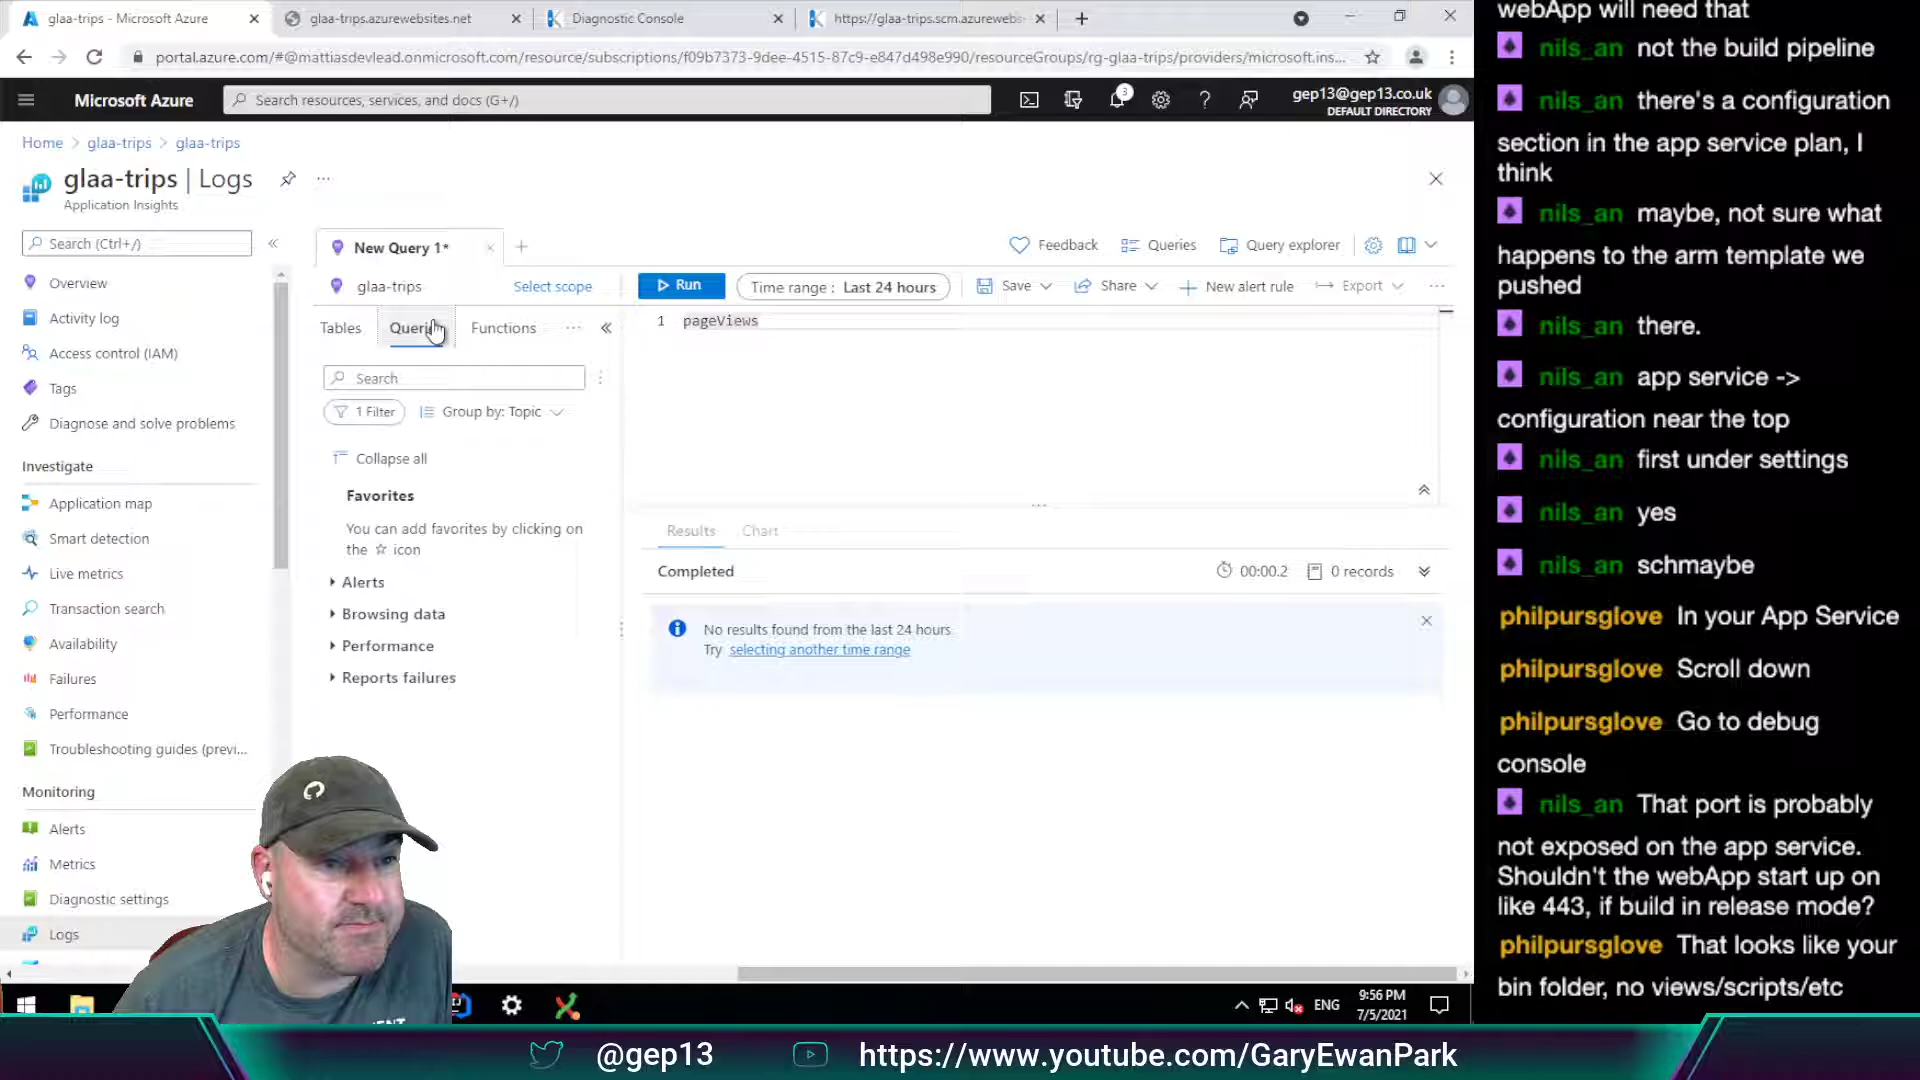 glaa-trips - Microsoft Azure
glaa-trips.azurewebsites.net
Diagnostic Console
https://glaa-trips.scm.azurewebs
portal.azure.com/#@mattiasdevlead.onmicrosoft.com/resource/subscriptions/f09b7373-9dee-4515-87c9-e847d498e990/resourceGroups/rg-glaa-trips/providers/microsoft.ins...
Microsoft Azure
Search resources, services, and docs (G+/)
3
gep13@gep13.co.uk
DEFAULT DIRECTORY
Home > glaa-trips > glaa-trips
glaa-trips | Logs
Application Insights
Search (Ctrl+/)
Overview
Activity log
Access control (IAM)
Tags
Diagnose and solve problems
Investigate
Application map
Smart detection
Live metrics
Transaction search
Availability
Failures
Performance
Troubleshooting guides (previ...
Monitoring
Alerts
Metrics
Diagnostic settings
Logs
New Query 1*
Feedback
Queries
Query explorer
glaa-trips
Select scope
Run
Time range : Last 24 hours
Save
Share
New alert rule
Export
Tables
Functions
1 pageViews
Search
1 Filter
Group by: Topic
Collapse all
Favorites
You can add favorites by clicking on
the ☆ icon
Alerts
Browsing data
Performance
Reports failures
Results
Chart
Completed
00:00.2
0 records
No results found from the last 24 hours.
Try selecting another time range
ENG
9:56 PM
7/5/2021
webApp will need that
nils_an not the build pipeline
nils_an there's a configuration
section in the app service plan, I
think
nils_an maybe, not sure what
happens to the arm template we
pushed
nils_an there.
nils_an app service ->
configuration near the top
nils_an first under settings
nils_an yes
nils_an schmaybe
philpursglove In your App Service
philpursglove Scroll down
philpursglove Go to debug
console
nils_an That port is probably
not exposed on the app service.
Shouldn't the webApp start up on
like 443, if build in release mode?
philpursglove That looks like your
bin folder, no views/scripts/etc
@gep13
https://www.youtube.com/GaryEwanPark